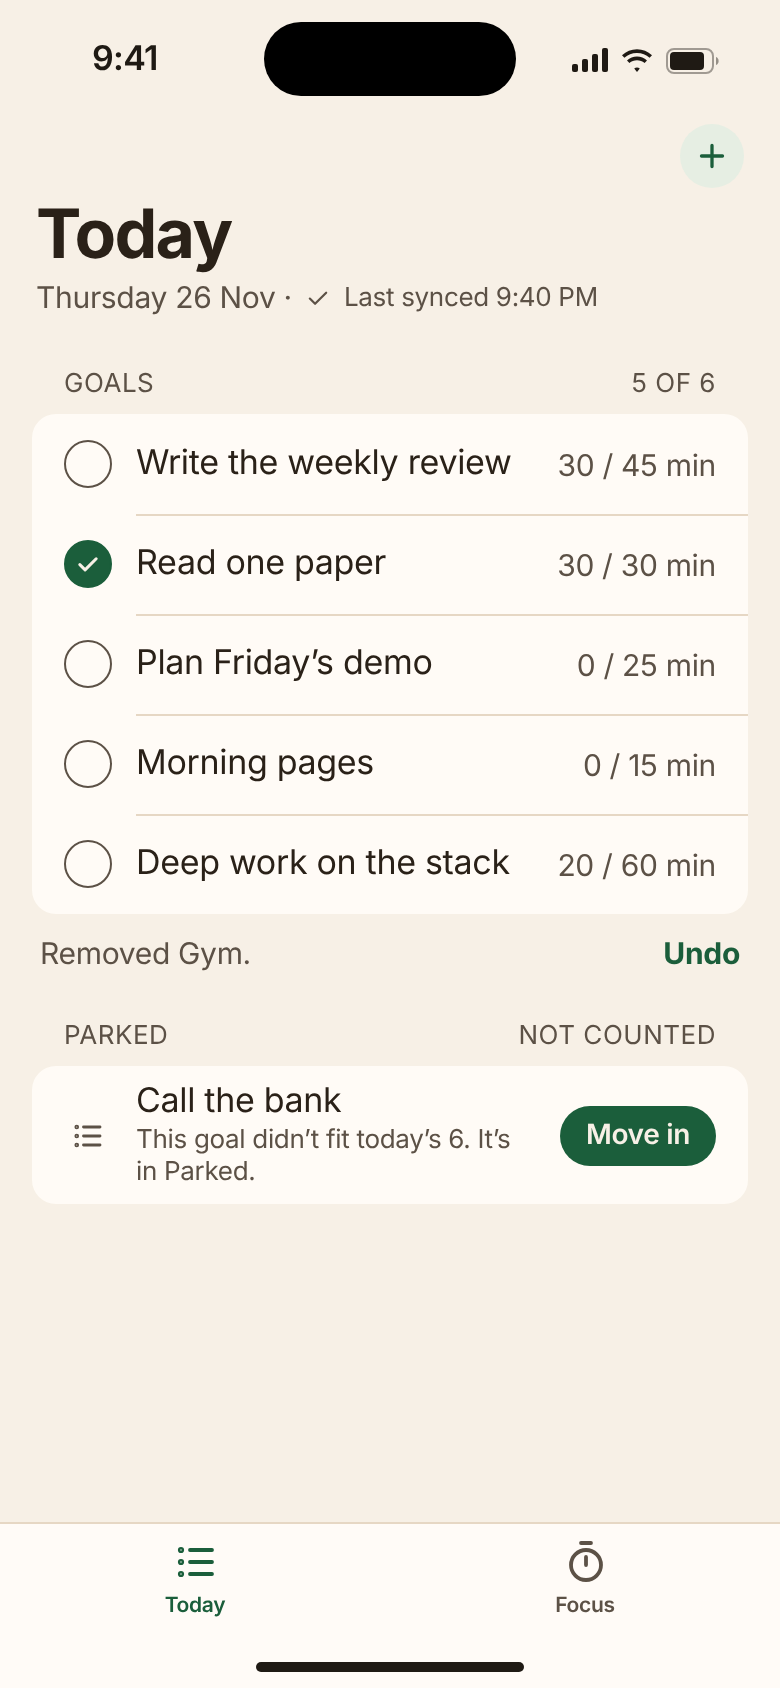 9:41
Today
Thursday 26 Nov · Last synced 9:40 PM
GOALS 5 OF 6
Write the weekly review 30 / 45 min
Read one paper 30 / 30 min
Plan Friday’s demo 0 / 25 min
Morning pages 0 / 15 min
Deep work on the stack 20 / 60 min
Removed Gym. Undo
PARKED NOT COUNTED
Call the bank
This goal didn’t fit today’s 6. It’s
in Parked.
Move in
Today Focus